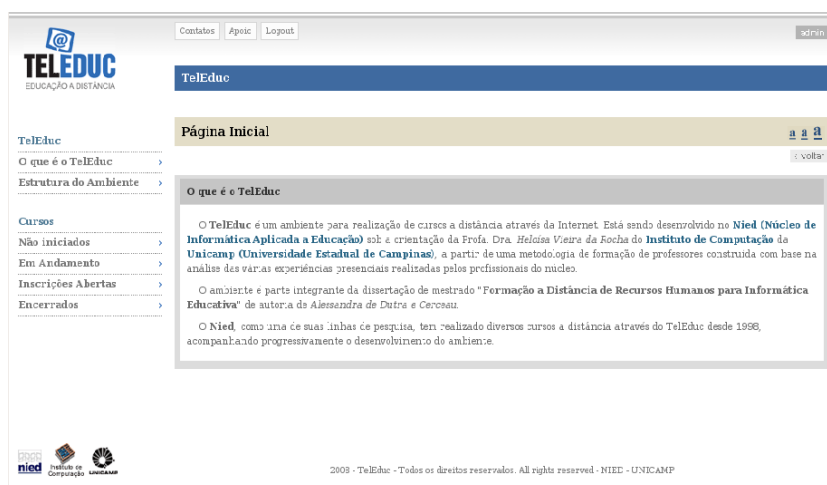 Contatos Apoio Logout
admin
TELEDUC
EDUCAÇÃO A DISTÂNCIA
TelEduc
Página Inicial
a a a
‹ voltar
TelEduc
O que é o TelEduc ›
Estrutura do Ambiente ›
Cursos
Não iniciados ›
Em Andamento ›
Inscrições Abertas ›
Encerrados ›
O que é o TelEduc
O TelEduc é um ambiente para realização de cursos a distância através da Internet. Está sendo desenvolvido no Nied (Núcleo de
Informática Aplicada a Educação) sob a orientação da Profa. Dra. Heloísa Vieira da Rocha do Instituto de Computação da
Unicamp (Universidade Estadual de Campinas), a partir de uma metodologia de formação de professores construída com base na
análise das várias experiências presenciais realizadas pelos profissionais do núcleo.
O ambiente é parte integrante da dissertação de mestrado "Formação a Distância de Recursos Humanos para Informática
Educativa" de autoria de Alessandra de Dutra e Cerceau.
O Nied, como uma de suas linhas de pesquisa, tem realizado diversos cursos a distância através do TelEduc desde 1998,
acompanhando progressivamente o desenvolvimento do ambiente.
nied Instituto de Computação UNICAMP
2008 - TelEduc - Todos os direitos reservados. All rights reserved - NIED - UNICAMP